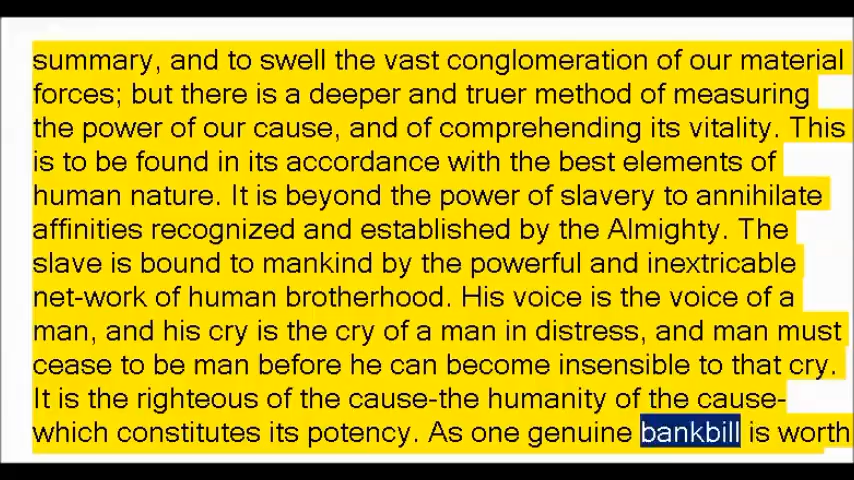 summary, and to swell the vast conglomeration of our material
forces; but there is a deeper and truer method of measuring
the power of our cause, and of comprehending its vitality. This
is to be found in its accordance with the best elements of
human nature. It is beyond the power of slavery to annihilate
affinities recognized and established by the Almighty. The
slave is bound to mankind by the powerful and inextricable
net-work of human brotherhood. His voice is the voice of a
man, and his cry is the cry of a man in distress, and man must
cease to be man before he can become insensible to that cry.
It is the righteous of the cause-the humanity of the cause-
which constitutes its potency. As one genuine bankbill is worth